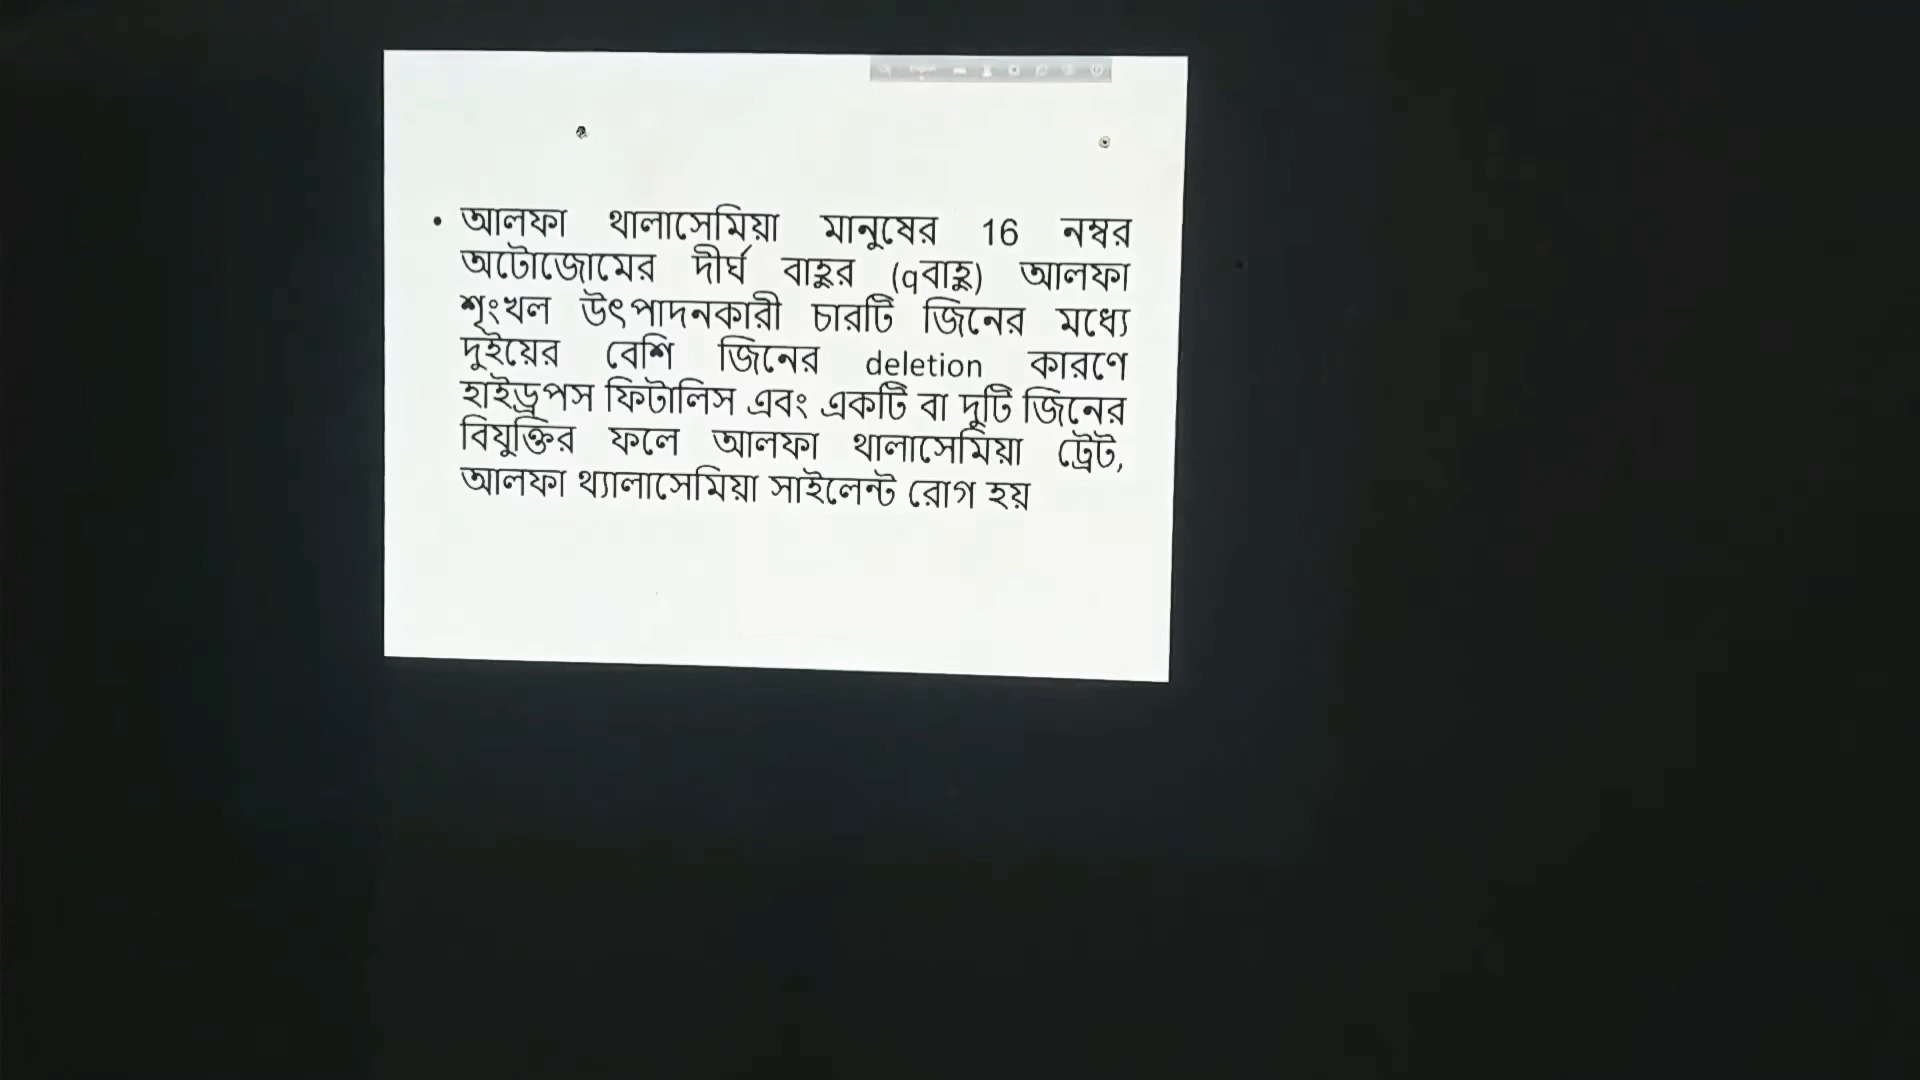 • আলফা থালাসেমিয়া মানুষের 16 নম্বর
অটোজোমের দীর্ঘ বাহুর (qবাহু) আলফা
শৃংখল উৎপাদনকারী চারটি জিনের মধ্যে
দুইয়ের বেশি জিনের deletion কারণে
হাইড্রপস ফিটালিস এবং একটি বা দুটি জিনের
বিযুক্তির ফলে আলফা থালাসেমিয়া ট্রেট,
আলফা থ্যালাসেমিয়া সাইলেন্ট রোগ হয়